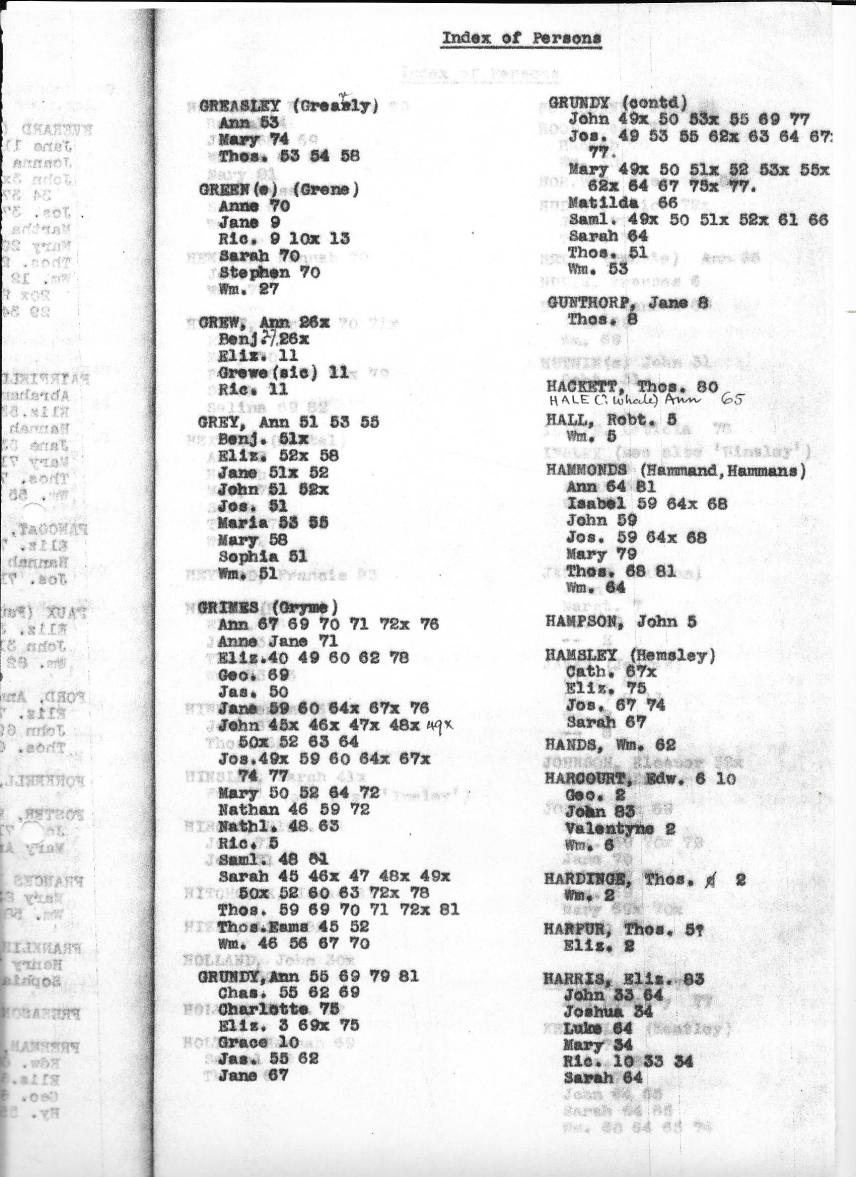 Index of Persons
GREASLEY (Greasly)
Ann 53
Mary 74
Thos. 53 54 58
GREEN(e) (Grene)
Anne 70
Jane 9
Ric. 9 10x 13
Sarah 70
Stephen 70
Wm. 27
GREW, Ann 26x
Benj. 26x
Eliz. 11
Grewe(sic) 11
Ric. 11
GREY, Ann 51 53 55
Benj. 51x
Eliz. 52x 58
Jane 51x 52
John 51 52x
Jos. 51
Maria 53 55
Mary 58
Sophia 51
Wm. 51
GRIMES (Gryme)
Ann 67 69 70 71 72x 76
Anne Jane 71
Eliz.40 49 60 62 78
Geo. 69
Jas. 50
Jane 59 60 64x 67x 76
John 45x 46x 47x 48x 49x
50x 52 63 64
Jos.49x 59 60 64x 67x
74 77
Mary 50 52 64 72
Nathan 46 59 72
Nathl. 48 63
Ric. 5
Saml. 48
Sarah 45 46x 47 48x 49x
50x 52 60 63 72x 78
Thos. 59 69 70 71 72x 81
Thos.Eams 45 52
Wm. 46 56 67 70
GRUNDY,Ann 55 69 79 81
Chas. 55 62 69
Charlotte 75
Eliz. 3 69x 75
Grace 10
Jas. 55 62
Jane 67
GRUNDY (contd)
John 49x 50 53x 55 69 77
Jos. 49 53 55 62x 63 64 67
77.
Mary 49x 50 51x 52 53x 55x
62x 64 67 75x 77.
Matilda 66
Saml. 49x 50 51x 52x 61 66
Sarah 64
Thos. 51
Wm. 53
GUNTHORP, Jane 8
Thos. 8
HACKETT, Thos. 80
HALE (? Whale) Ann 65
HALL, Robt. 5
Wm. 5
HAMMONDS (Hammand,Hammans)
Ann 64 81
Isabel 59 64x 68
John 59
Jos. 59 64x 68
Mary 79
Thos. 68 81
Wm. 64
HAMPSON, John 5
HAMSLEY (Hemsley)
Cath. 67x
Eliz. 75
Jos. 67 74
Sarah 67
HANDS, Wm. 62
HARCOURT, Edw. 6 10
Geo. 2
John 83
Valentyne 2
Wm. 6
HARDINGE, Thos. 2
Wm. 2
HARPUR, Thos. 5?
Eliz. 2
HARRIS, Eliz. 83
John 33 64
Joshua 34
Luke 64
Mary 34
Ric. 10 33 34
Sarah 64